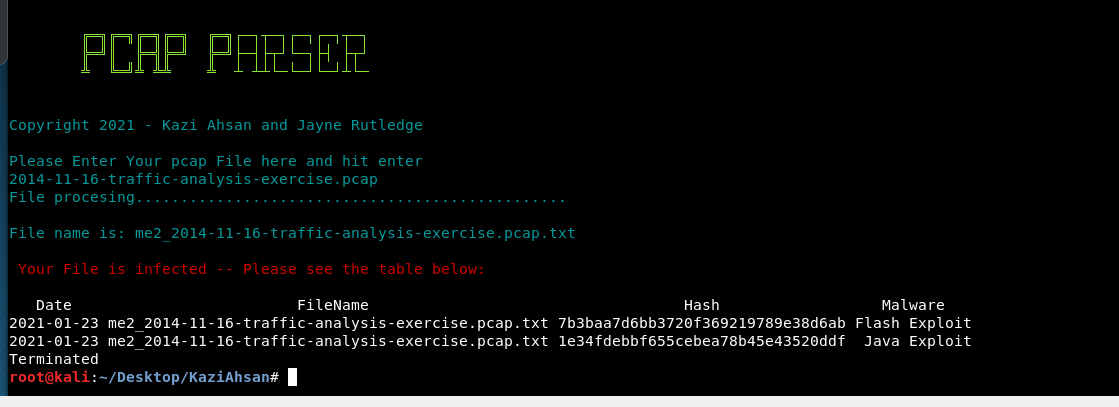 PCAP PARSER
Copyright 2021 - Kazi Ahsan and Jayne Rutledge
Please Enter Your pcap File here and hit enter
2014-11-16-traffic-analysis-exercise.pcap
File procesing................................................
File name is: me2_2014-11-16-traffic-analysis-exercise.pcap.txt
Your File is infected -- Please see the table below:
Date FileName Hash Malware
2021-01-23 me2_2014-11-16-traffic-analysis-exercise.pcap.txt 7b3baa7d6bb3720f369219789e38d6ab Flash Exploit
2021-01-23 me2_2014-11-16-traffic-analysis-exercise.pcap.txt 1e34fdebbf655cebea78b45e43520ddf Java Exploit
Terminated
root@kali:~/Desktop/KaziAhsan#